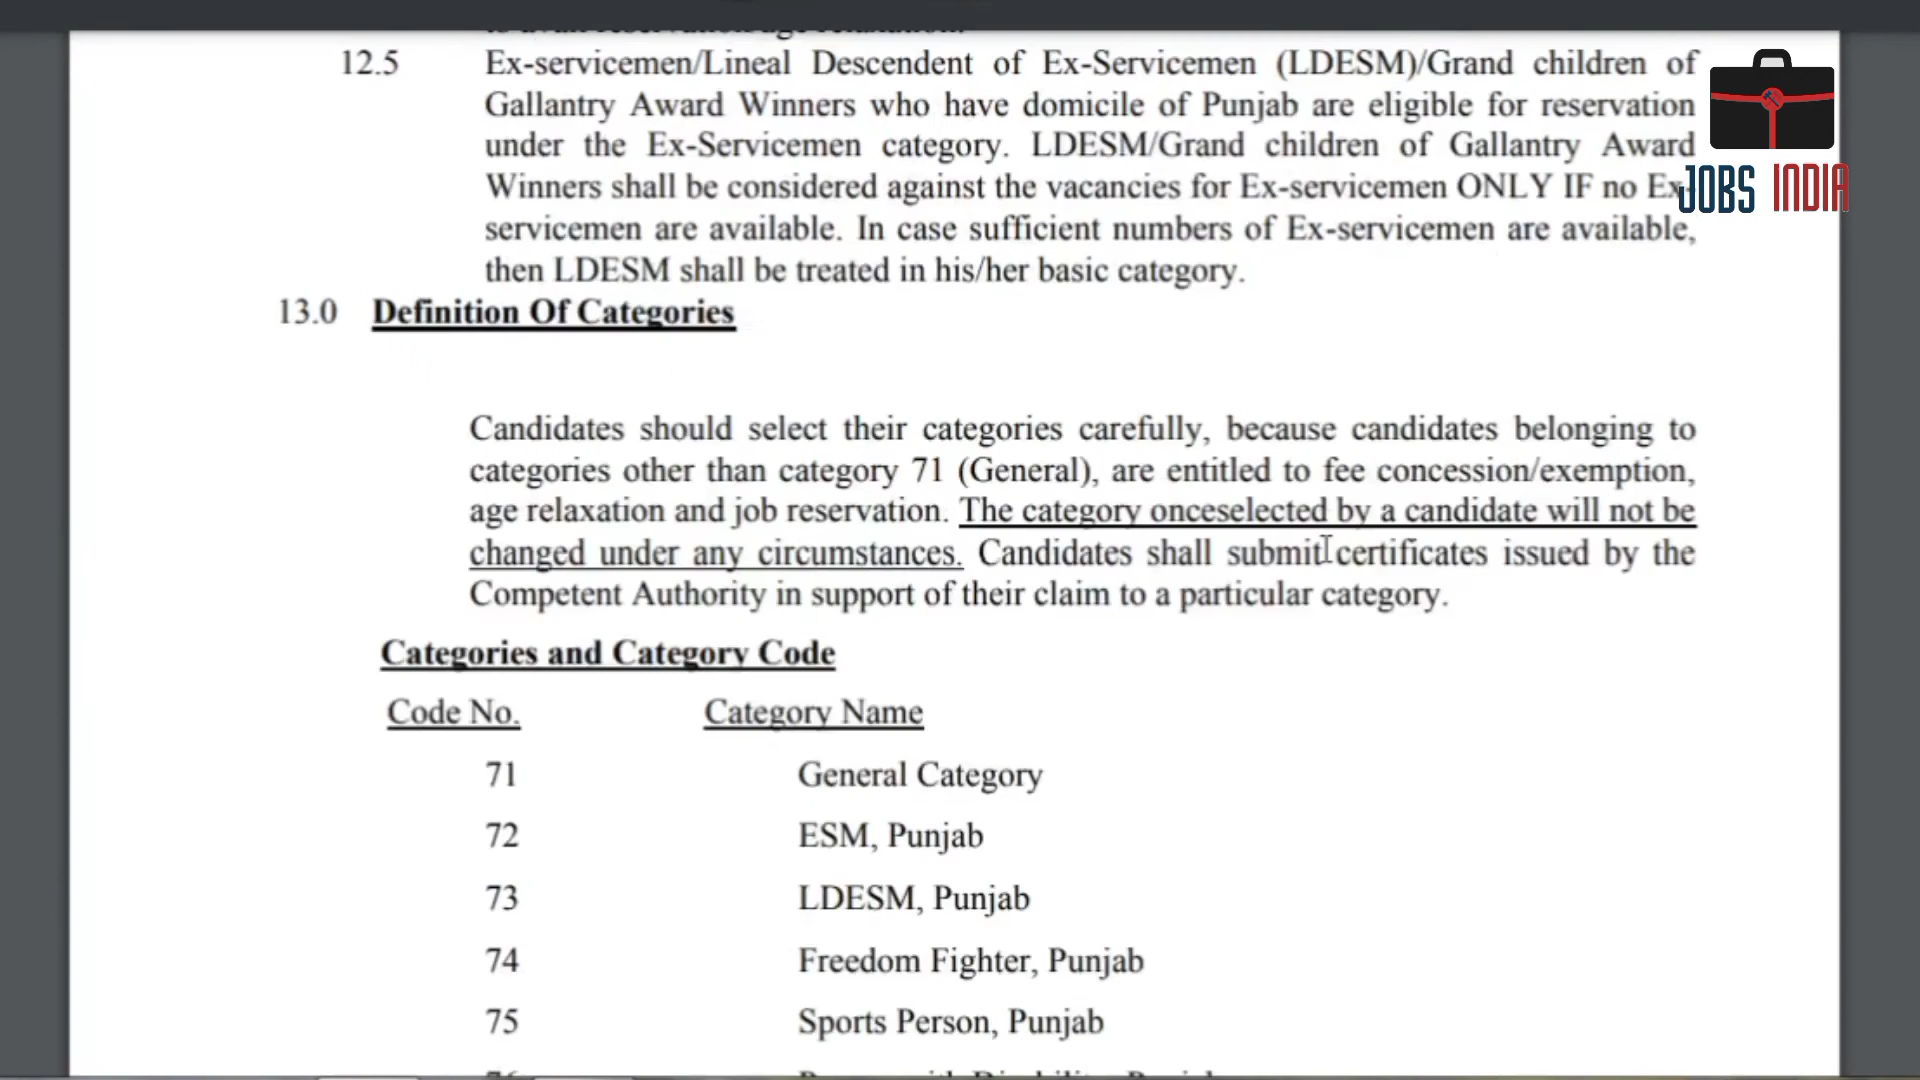 12.5 Ex-servicemen/Lineal Descendent of Ex-Servicemen (LDESM)/Grand children of
Gallantry Award Winners who have domicile of Punjab are eligible for reservation
under the Ex-Servicemen category. LDESM/Grand children of Gallantry Award
Winners shall be considered against the vacancies for Ex-servicemen ONLY IF no Ex-
servicemen are available. In case sufficient numbers of Ex-servicemen are available,
then LDESM shall be treated in his/her basic category.
JOBS INDIA
13.0 Definition Of Categories
Candidates should select their categories carefully, because candidates belonging to
categories other than category 71 (General), are entitled to fee concession/exemption,
age relaxation and job reservation. The category onceselected by a candidate will not be
changed under any circumstances. Candidates shall submit certificates issued by the
Competent Authority in support of their claim to a particular category.
Categories and Category Code
Code No. Category Name
71 General Category
72 ESM, Punjab
73 LDESM, Punjab
74 Freedom Fighter, Punjab
75 Sports Person, Punjab